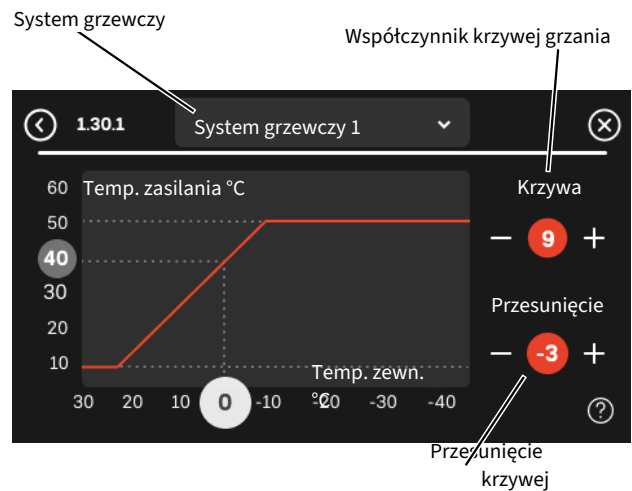 System grzewczy
Współczynnik krzywej grzania
1.30.1
System grzewczy 1
60
Temp. zasilania °C
Krzywa
50
9
40
30
Przesunięcie
20
-3
10
Temp. zewn.
°C
30 20 10 0 -10 -20 -30 -40
?
Przesunięcie
krzywej